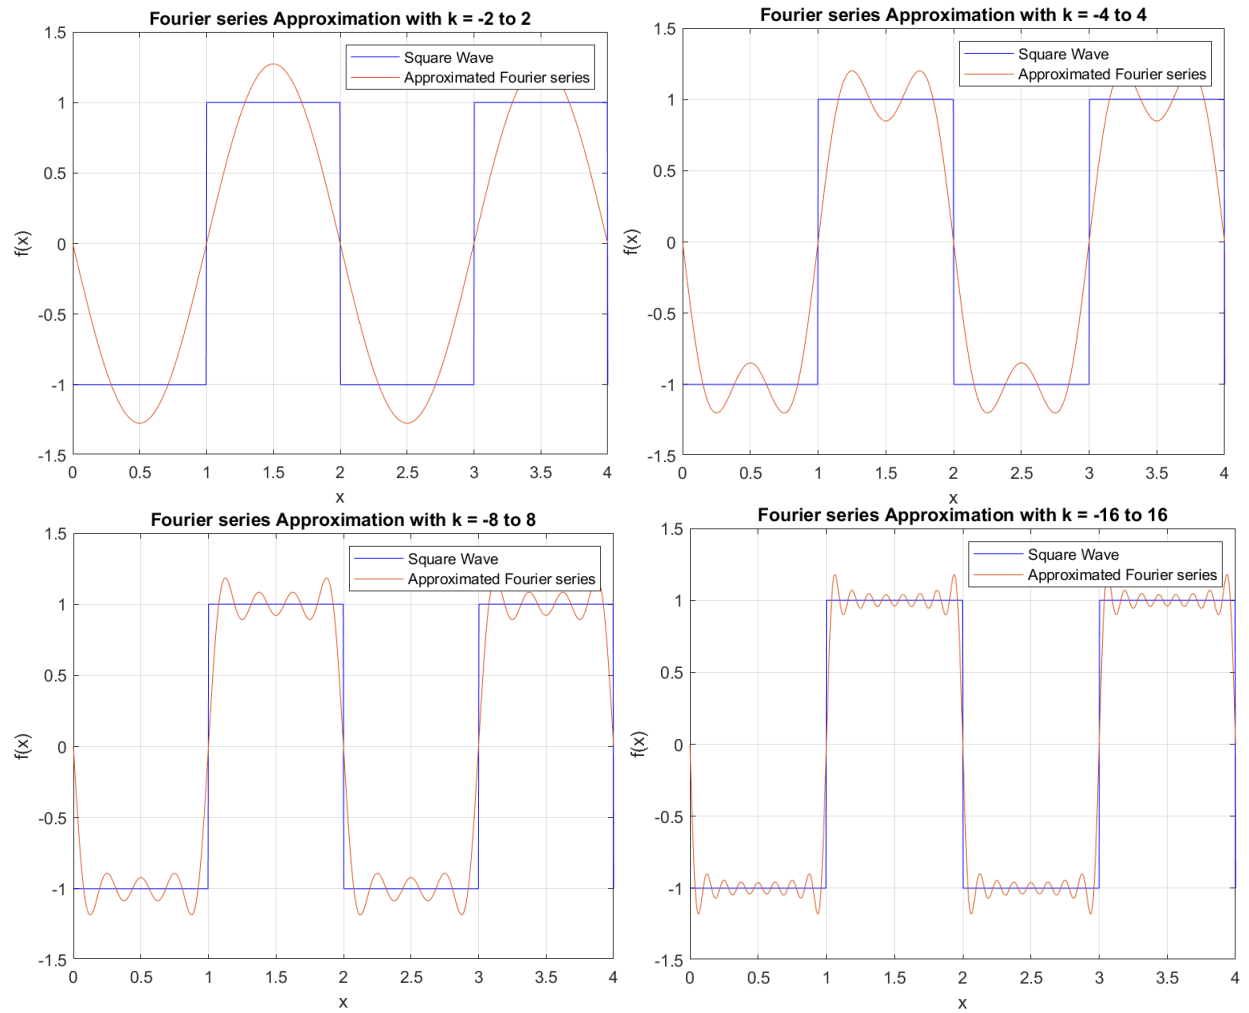 Fourier series Approximation with k = -2 to 2
1.5
1
0.5
0
-0.5
-1
-1.5
f(x)
Square Wave
Approximated Fourier series
0 0.5 1 1.5 2 2.5 3 3.5 4
x
Fourier series Approximation with k = -4 to 4
1.5
1
0.5
0
-0.5
-1
-1.5
f(x)
Square Wave
Approximated Fourier series
0 0.5 1 1.5 2 2.5 3 3.5 4
x
Fourier series Approximation with k = -8 to 8
1.5
1
0.5
0
-0.5
-1
-1.5
f(x)
Square Wave
Approximated Fourier series
0 0.5 1 1.5 2 2.5 3 3.5 4
x
Fourier series Approximation with k = -16 to 16
1.5
1
0.5
0
-0.5
-1
-1.5
f(x)
Square Wave
Approximated Fourier series
0 0.5 1 1.5 2 2.5 3 3.5 4
x